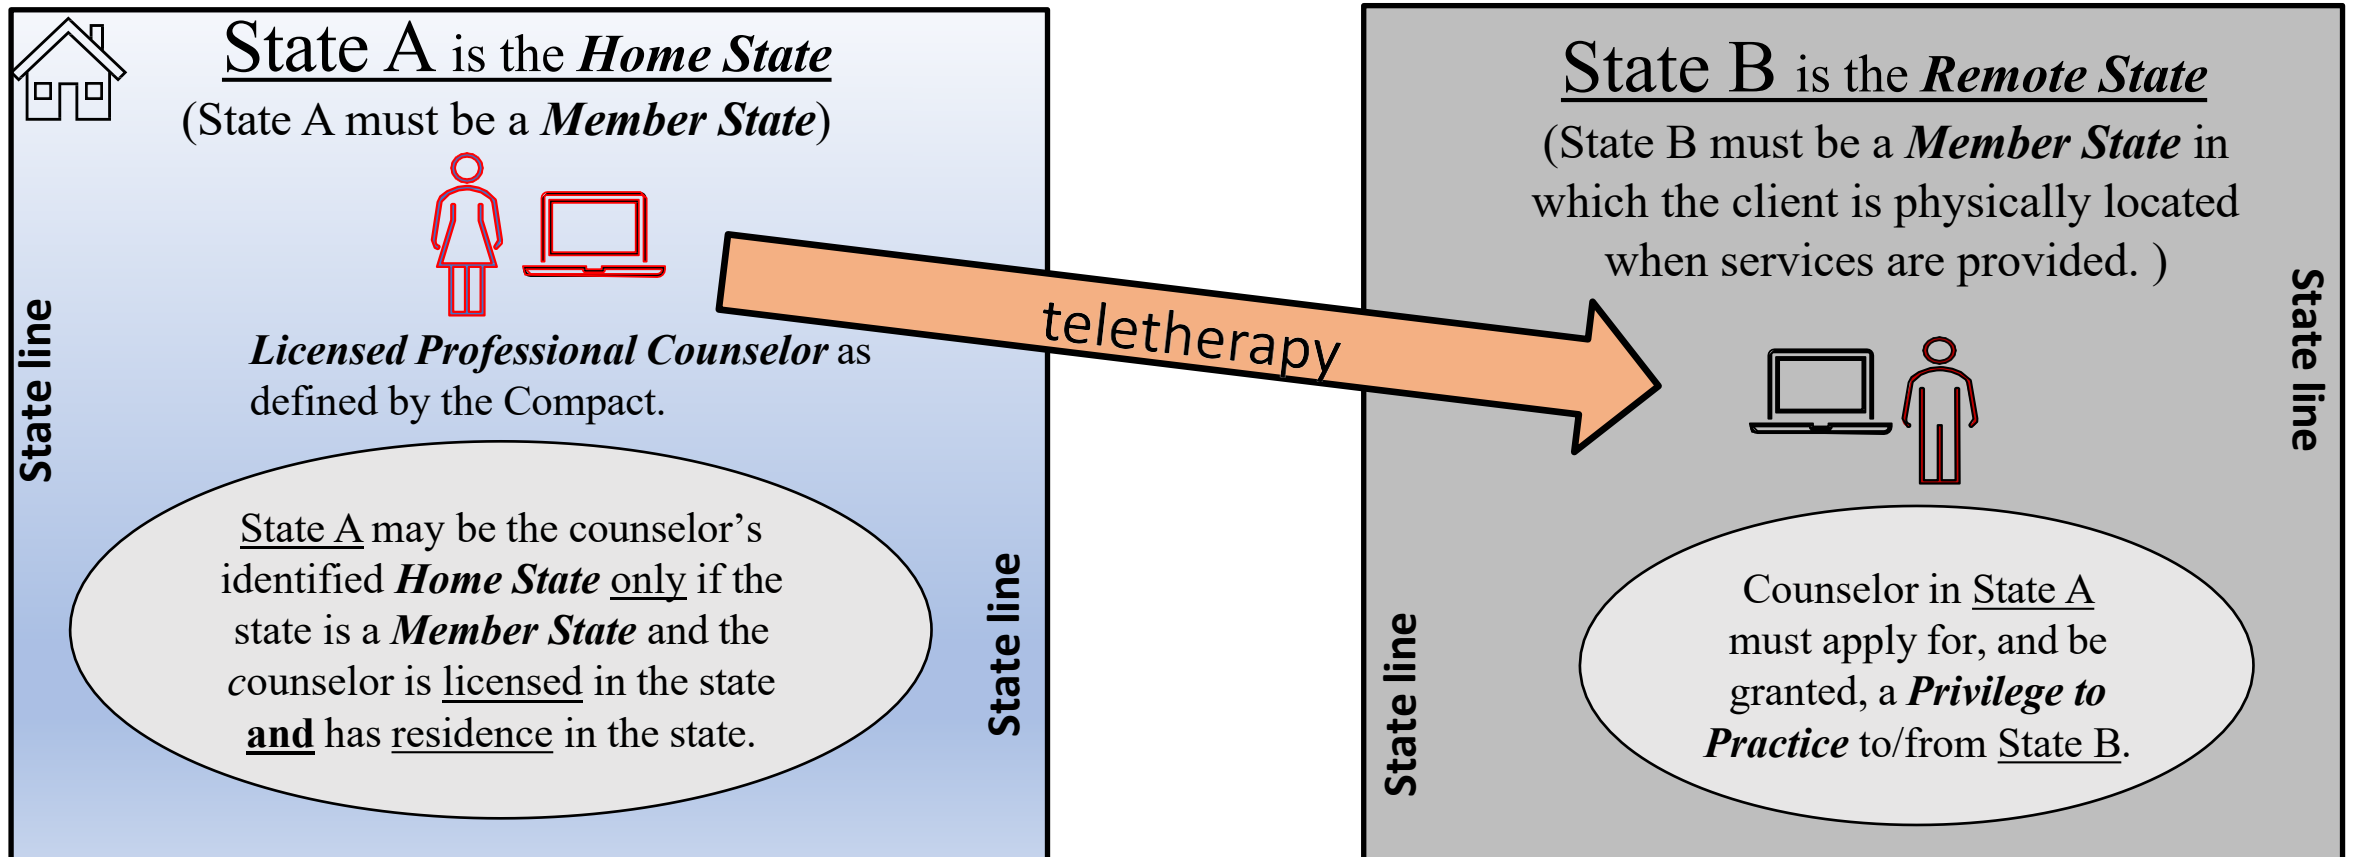 State A is the Home State
(State A must be a Member State)
Licensed Professional Counselor as
defined by the Compact.
State line
State A may be the counselor’s
identified Home State only if the
state is a Member State and the
counselor is licensed in the state
and has residence in the state.
State line
teletherapy
State B is the Remote State
(State B must be a Member State in
which the client is physically located
when services are provided. )
State line
State line
Counselor in State A
must apply for, and be
granted, a Privilege to
Practice to/from State B.